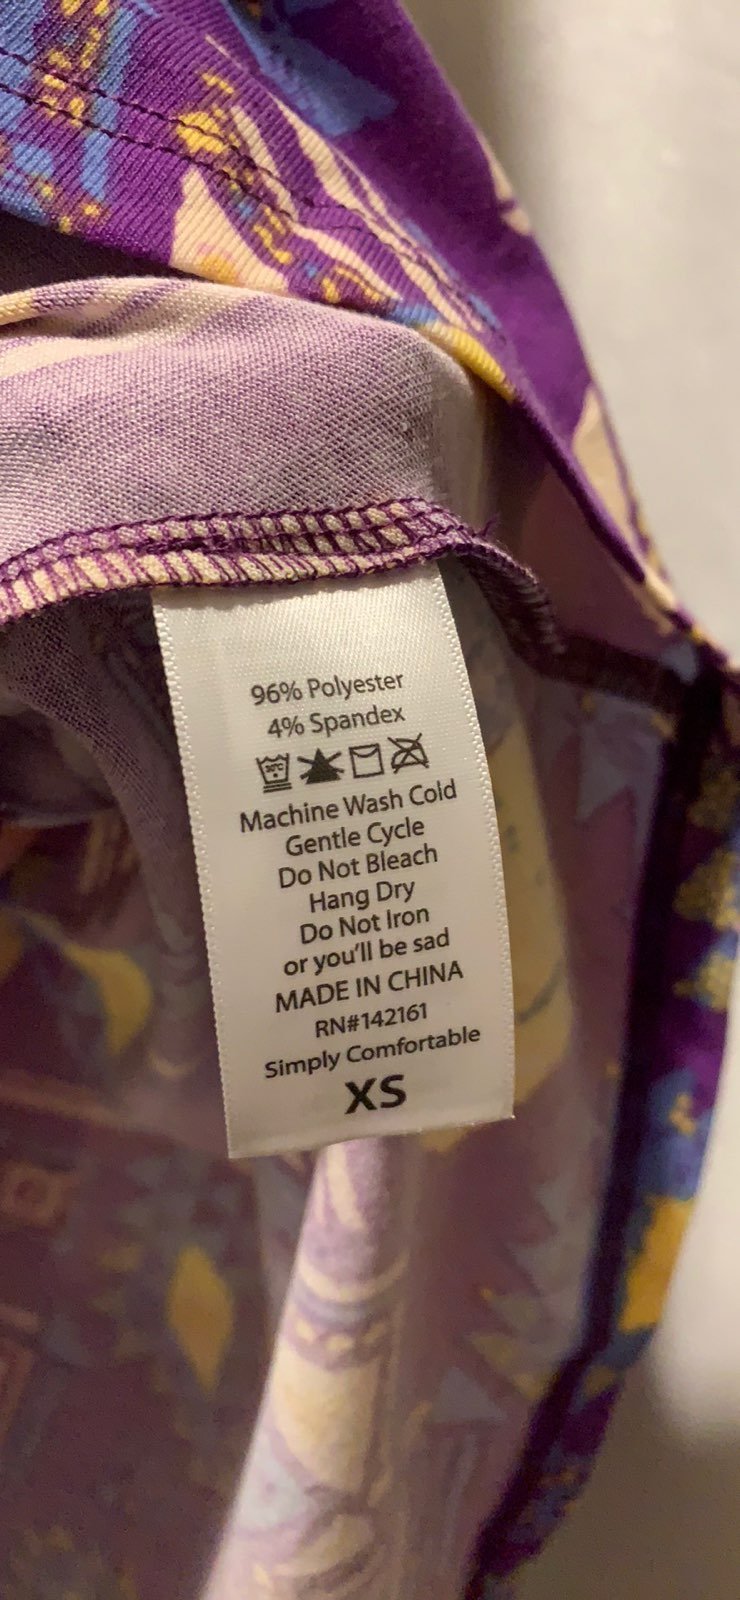 96% Polyester
4% Spandex
30°C
Machine Wash Cold
Gentle Cycle
Do Not Bleach
Hang Dry
Do Not Iron
or you'll be sad
MADE IN CHINA
RN#142161
Simply Comfortable
XS